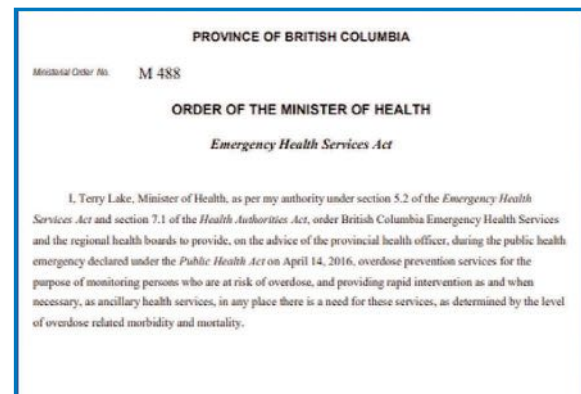 PROVINCE OF BRITISH COLUMBIA
Ministerial Order No. M 488
ORDER OF THE MINISTER OF HEALTH
Emergency Health Services Act
I, Terry Lake, Minister of Health, as per my authority under section 5.2 of the Emergency Health
Services Act and section 7.1 of the Health Authorities Act, order British Columbia Emergency Health Services
and the regional health boards to provide, on the advice of the provincial health officer, during the public health
emergency declared under the Public Health Act on April 14, 2016, overdose prevention services for the
purpose of monitoring persons who are at risk of overdose, and providing rapid intervention as and when
necessary, as ancillary health services, in any place there is a need for these services, as determined by the level
of overdose related morbidity and mortality.